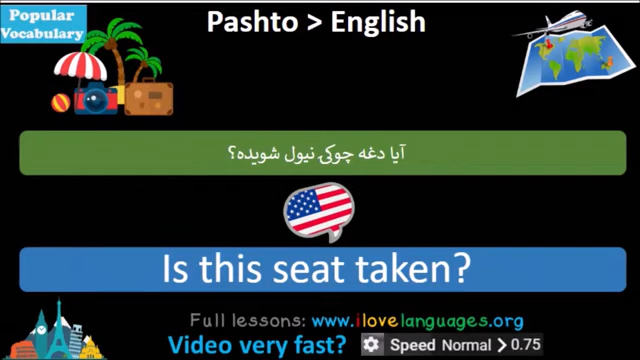 Popular
Vocabulary
Pashto > English
آیا دغه چوکۍ نیول شویده؟
Is this seat taken?
Full lessons: www.ilovelanguages.org
Video very fast? Speed Normal > 0.75